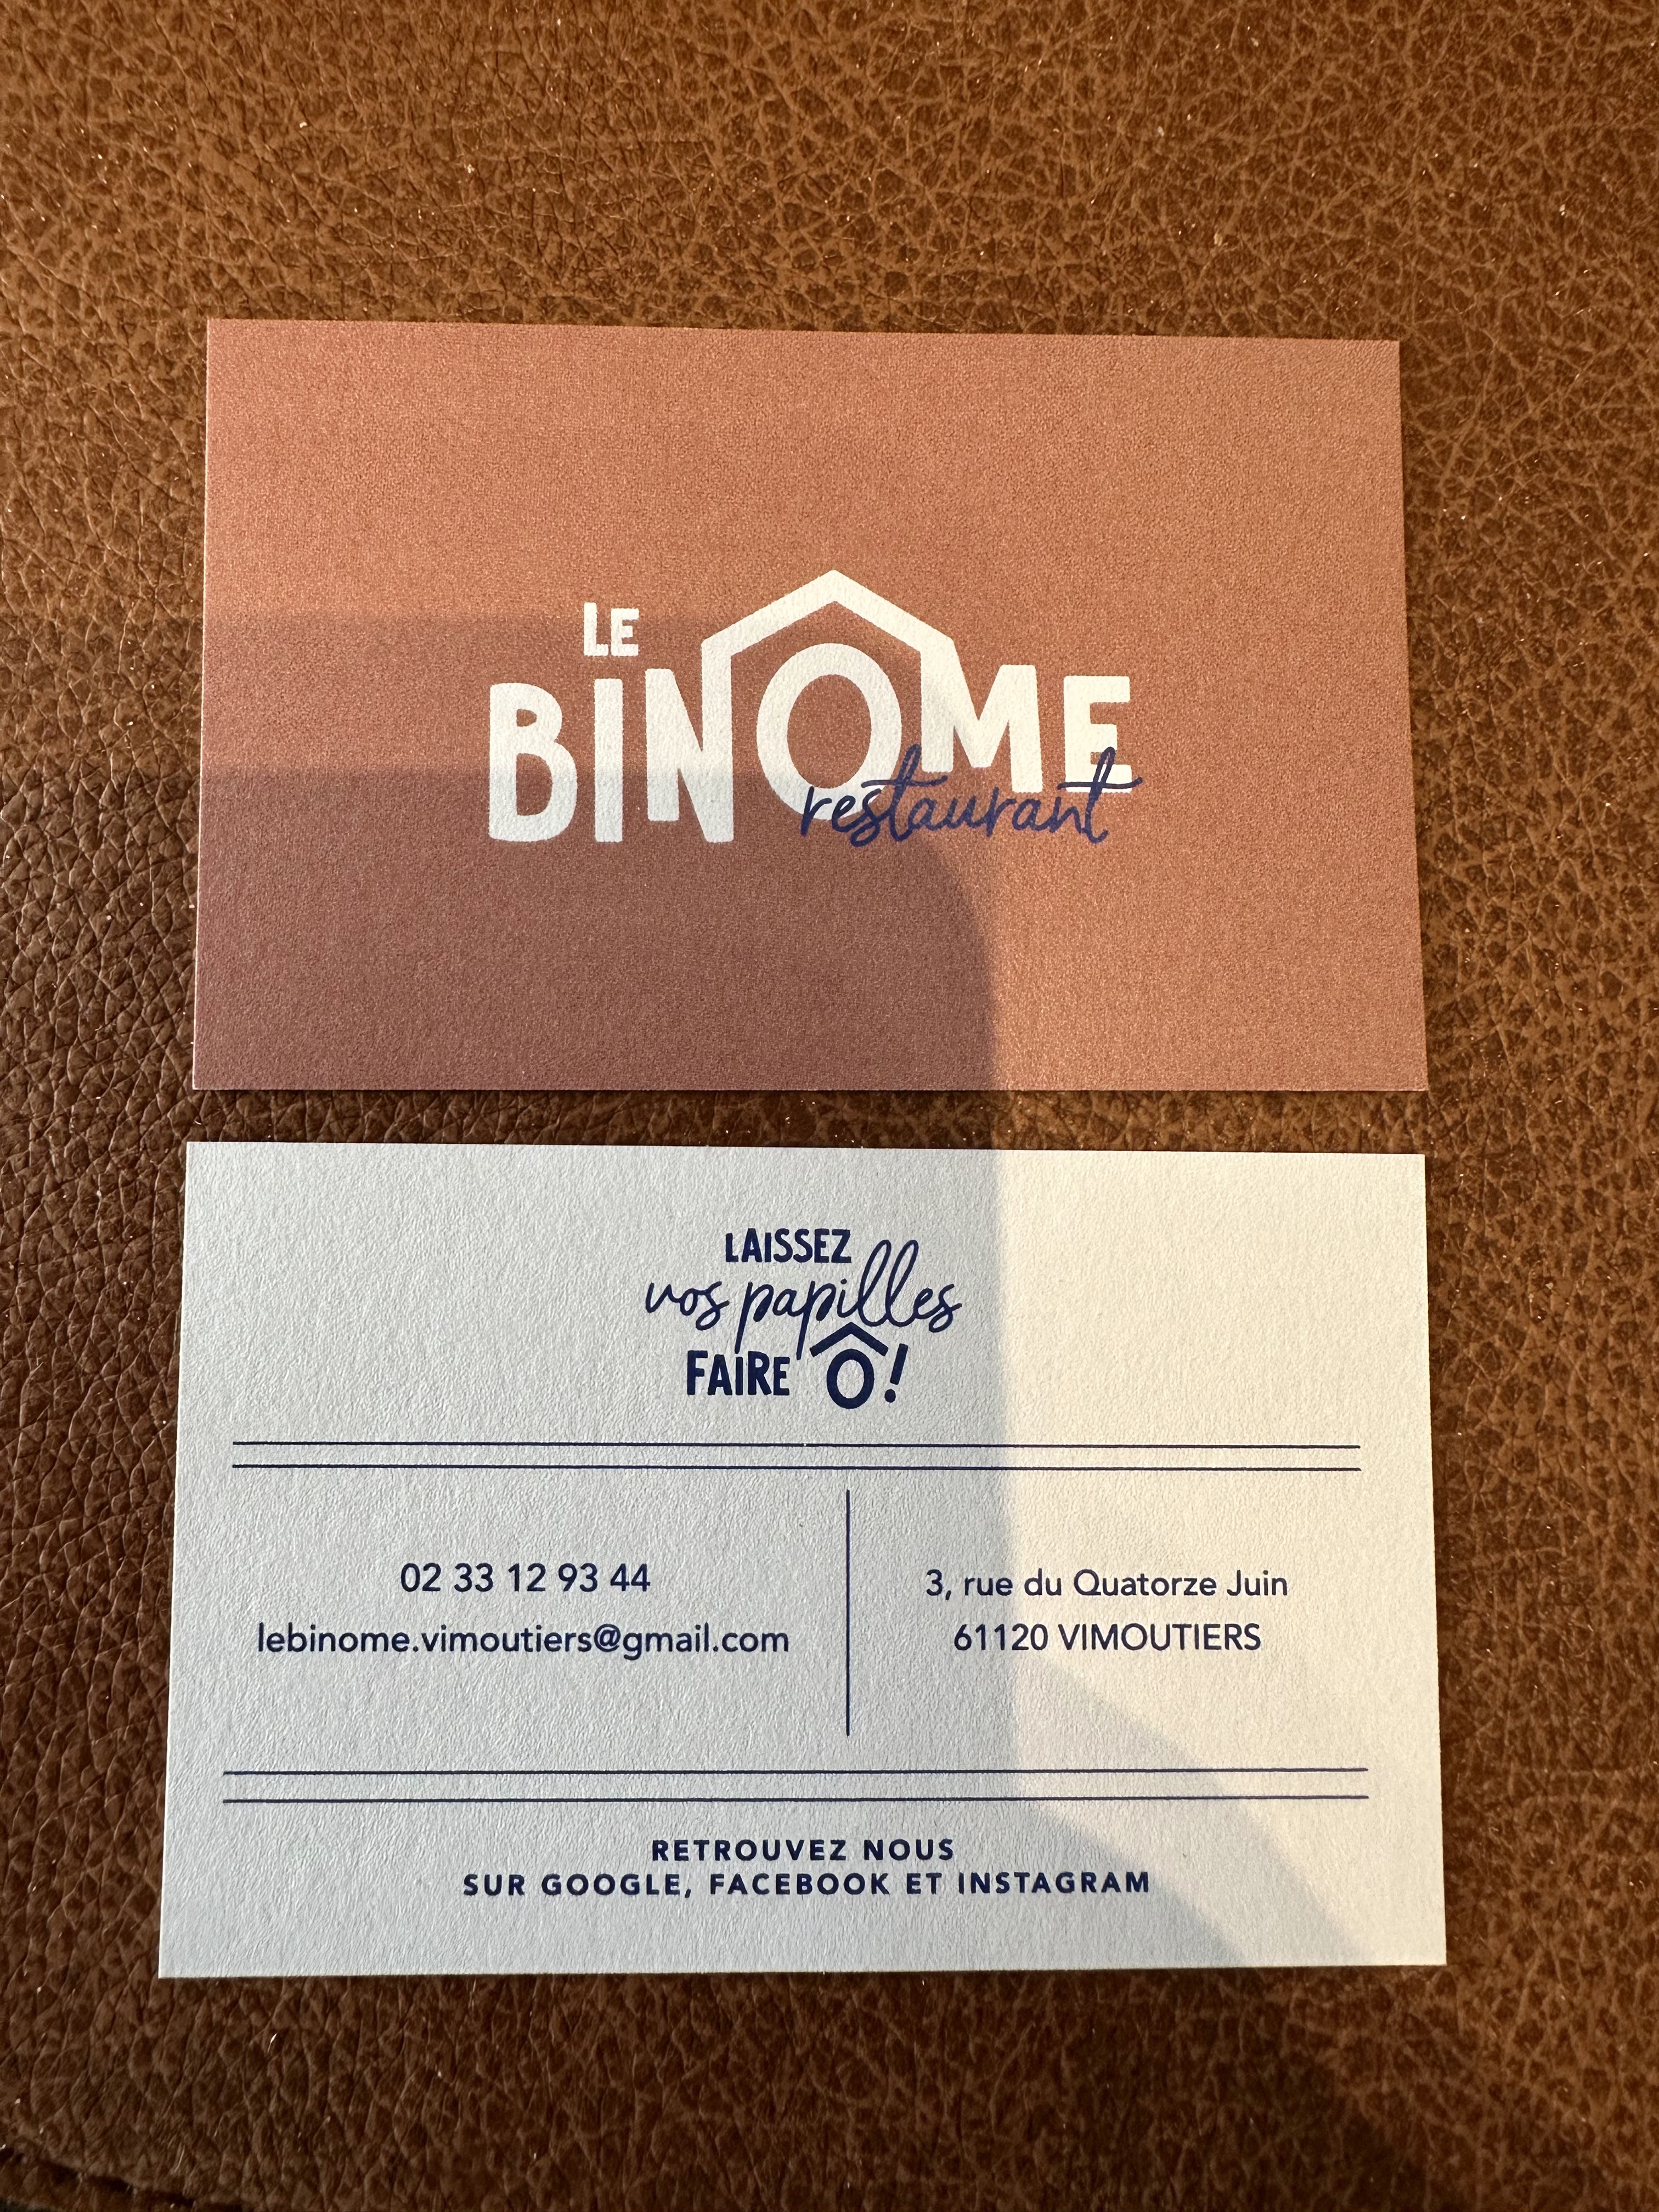 LE
BINÔME
restaurant
LAISSEZ
vos papilles
FAIRE Ô!
02 33 12 93 44
lebinome.vimoutiers@gmail.com
3, rue du Quatorze Juin
61120 VIMOUTIERS
RETROUVEZ NOUS
SUR GOOGLE, FACEBOOK ET INSTAGRAM